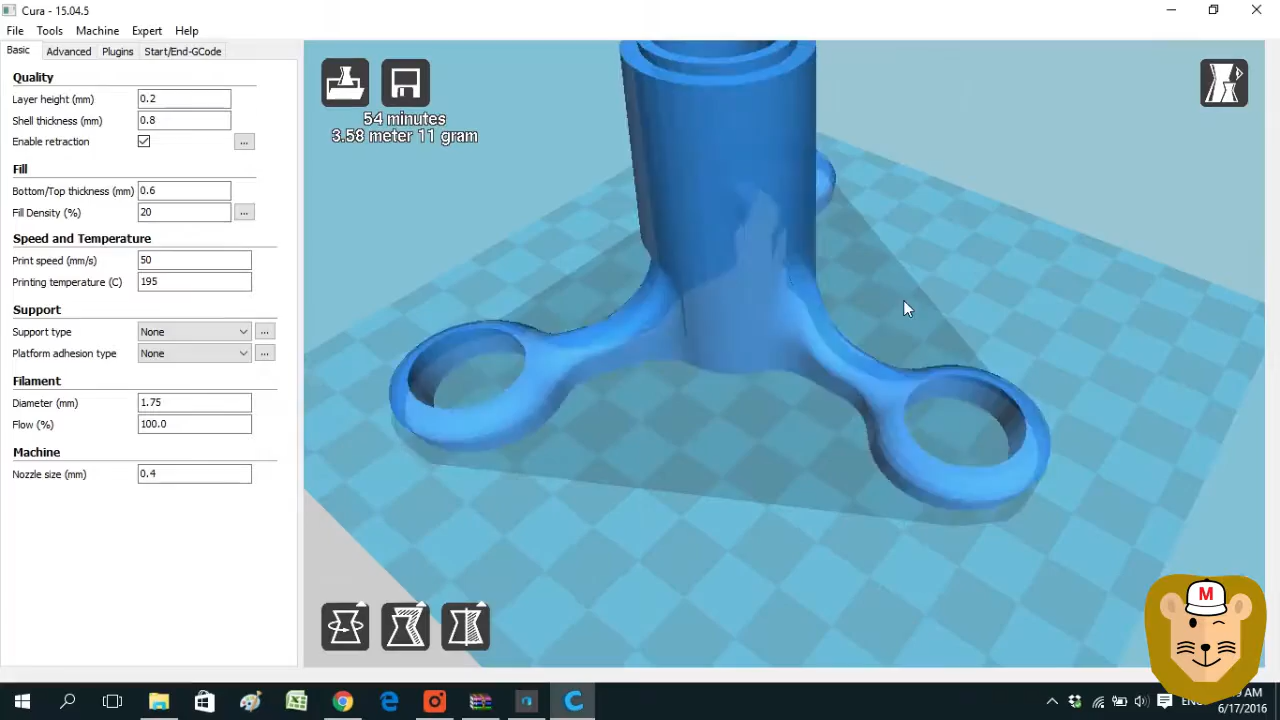 Cura - 15.04.5
File Tools Machine Expert Help
Basic Advanced Plugins Start/End-GCode
Quality
Layer height (mm) 0.2
Shell thickness (mm) 0.8
Enable retraction ...
Fill
Bottom/Top thickness (mm) 0.6
Fill Density (%) 20 ...
Speed and Temperature
Print speed (mm/s) 50
Printing temperature (C) 195
Support
Support type None ...
Platform adhesion type None ...
Filament
Diameter (mm) 1.75
Flow (%) 100.0
Machine
Nozzle size (mm) 0.4
54 minutes
3.58 meter 11 gram
M
AM
6/17/2016